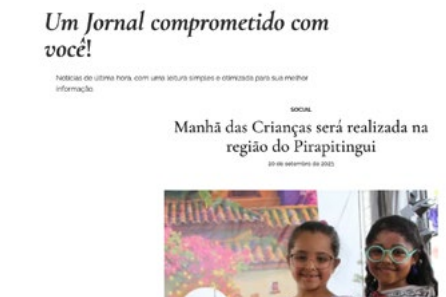 Um Jornal comprometido com
você!
Notícias de última hora, com uma leitura simples e otimizada para sua melhor
informação
SOCIAL
Manhã das Crianças será realizada na
região do Pirapitingui
20 de setembro de 2023